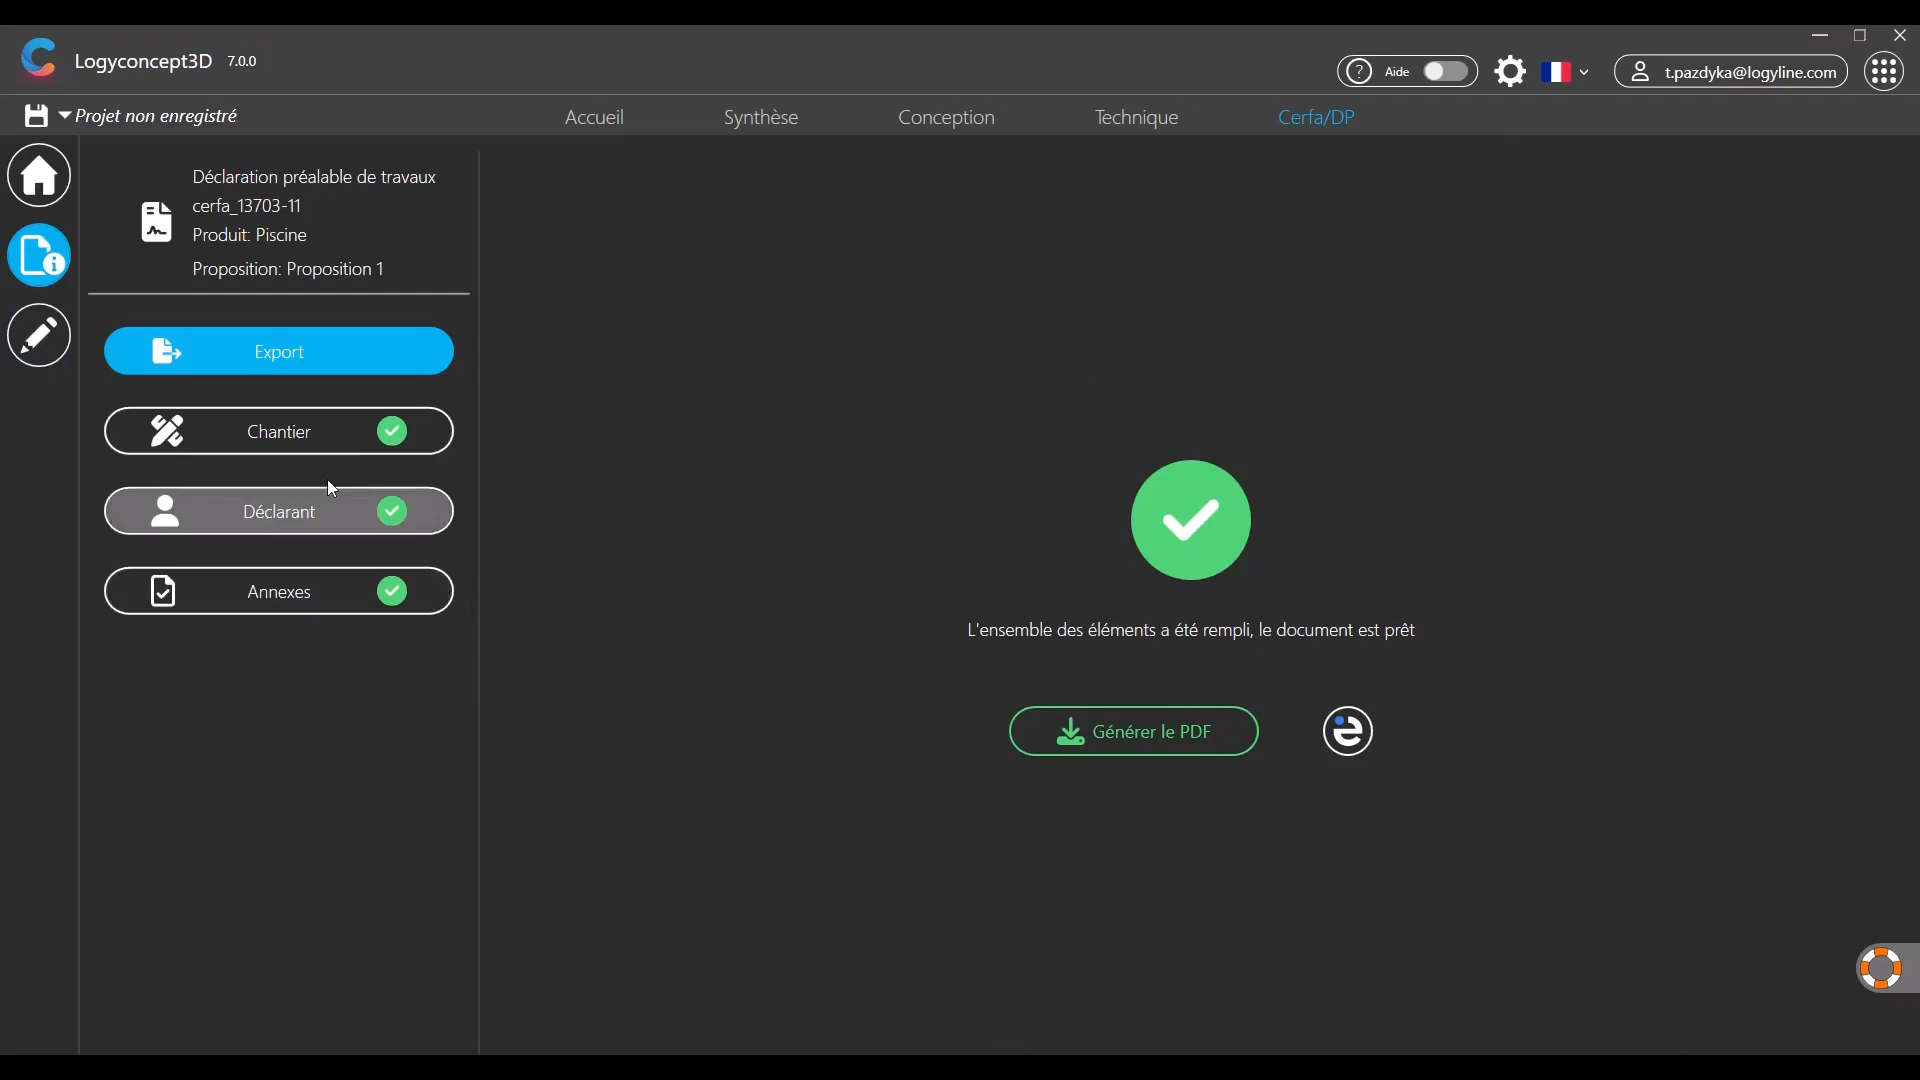 Logyconcept3D 7.0.0
? Aide
t.pazdyka@logyline.com
Projet non enregistré
Accueil
Synthèse
Conception
Technique
Cerfa/DP
Déclaration préalable de travaux
cerfa_13703-11
Produit: Piscine
Proposition: Proposition 1
Export
Chantier
Déclarant
Annexes
L'ensemble des éléments a été rempli, le document est prêt
Générer le PDF